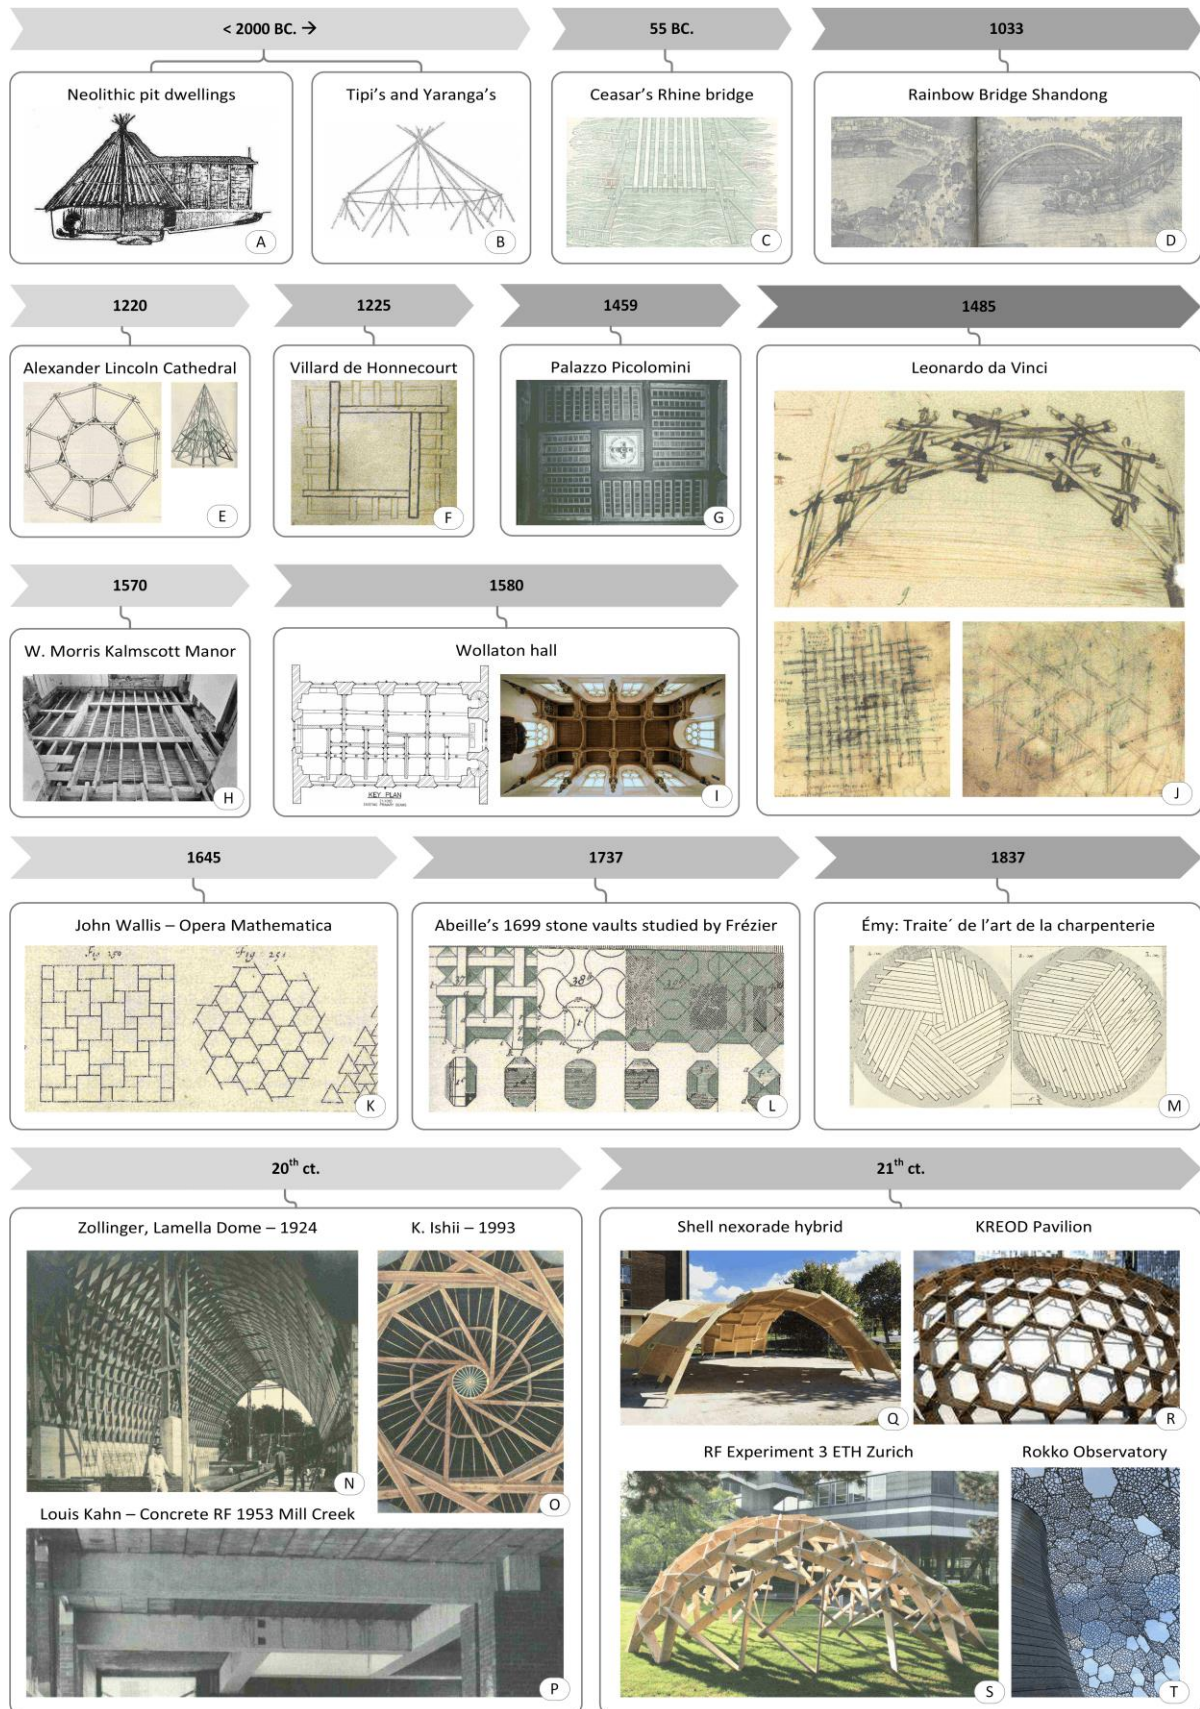 < 2000 BC. →
55 BC.
1033
Neolithic pit dwellings
Tipi's and Yaranga's
Ceasar's Rhine bridge
Rainbow Bridge Shandong
A
B
C
D
1220
1225
1459
1485
Alexander Lincoln Cathedral
Villard de Honnecourt
Palazzo Picolomini
Leonardo da Vinci
E
F
G
1570
1580
W. Morris Kalmscott Manor
Wollaton hall
KEY PLAN
H
I
J
1645
1737
1837
John Wallis – Opera Mathematica
Abeille's 1699 stone vaults studied by Frézier
Émy: Traite´ de l'art de la charpenterie
K
L
M
20th ct.
21th ct.
Zollinger, Lamella Dome – 1924
K. Ishii – 1993
Shell nexorade hybrid
KREOD Pavilion
N
O
Q
R
Louis Kahn – Concrete RF 1953 Mill Creek
RF Experiment 3 ETH Zurich
Rokko Observatory
P
S
T